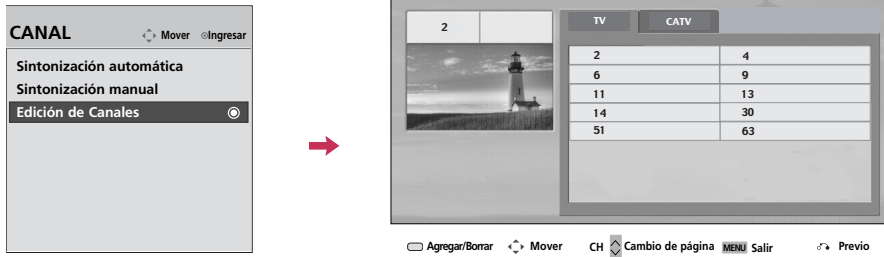 CANAL Mover Ingresar
Sintonización automática
Sintonización manual
Edición de Canales
2
TV CATV
2 4
6 9
11 13
14 30
51 63
Agregar/Borrar Mover CH Cambio de página MENU Salir Previo